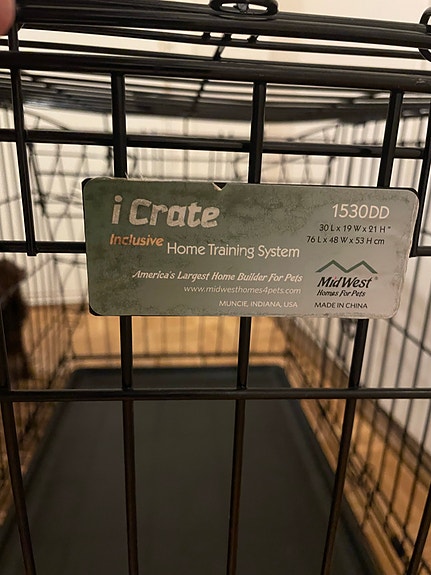 i Crate
Inclusive Home Training System
America's Largest Home Builder For Pets
www.midwesthomes4pets.com
MUNCIE, INDIANA, USA
1530DD
30 L x 19 W x 21 H "
76 L x 48 W x 53 H cm
MidWest®
Homes For Pets
MADE IN CHINA